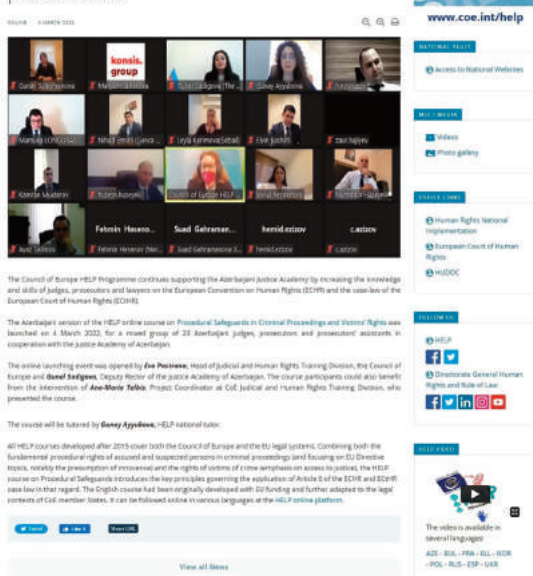 www.coe.int/help
4 MARCH 2022
NATIONAL PAGES
Access to National Websites
konsis.
group
MULTIMEDIA
Videos
Photo gallery
Council of Europe HELP
USEFUL LINKS
Human Rights National
Implementation
European Court of Human
Rights
HUDOC
Fehmin Heseno...
Suad Gahraman...
hemid.ezizov
c.azizov
The Council of Europe HELP Programme continues supporting the Azerbaijani Justice Academy by increasing the knowledge
and skills of judges, prosecutors and lawyers on the European Convention on Human Rights (ECHR) and the case-law of the
European Court of Human Rights (ECtHR).
The Azerbaijani version of the HELP online course on Procedural Safeguards in Criminal Proceedings and Victims' Rights was
launched on 4 March 2022, for a mixed group of 23 Azerbaijani judges, prosecutors and prosecutors' assistants in
cooperation with the Justice Academy of Azerbaijan.
The online launching event was opened by Eva Pastrana, Head of Judicial and Human Rights Training Division, the Council of
Europe and Gunel Sadigova, Deputy Rector of the Justice Academy of Azerbaijan. The course participants could also benefit
from the intervention of Ana-Maria Telbis, Project Coordinator at CoE Judicial and Human Rights Training Division, who
presented the course.
The course will be tutored by Gunay Ayyubova, HELP national tutor.
All HELP courses developed after 2015 cover both the Council of Europe and the EU legal systems. Combining both the
fundamental procedural rights of accused and suspected persons in criminal proceedings (and focusing on EU Directive
topics, notably the presumption of innocence) and the rights of victims of crime (emphasis on access to justice), the HELP
course on Procedural Safeguards introduces the key principles governing the application of Article 6 of the ECHR and ECtHR
case law in that regard. The English course had been originally developed with EU funding and further adapted to the legal
contexts of CoE member States. It can be followed online in various languages at the HELP online platform.
FOLLOW US
HELP
Directorate General Human
Rights and Rule of Law
HELP VIDEO
The video is available in
several languages:
AZE - BUL - FRA - ELL - NOR
- POL - RUS - ESP - UKR
Tweet
Like
Share URL
View all News